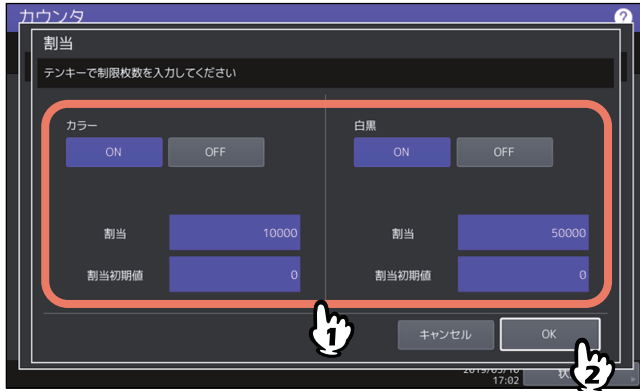 カウンタ
?
割当
テンキーで制限枚数を入力してください
カラー
白黒
ON OFF
ON OFF
割当 10000
割当 50000
割当初期値 0
割当初期値 0
1
キャンセル OK
2
17:02